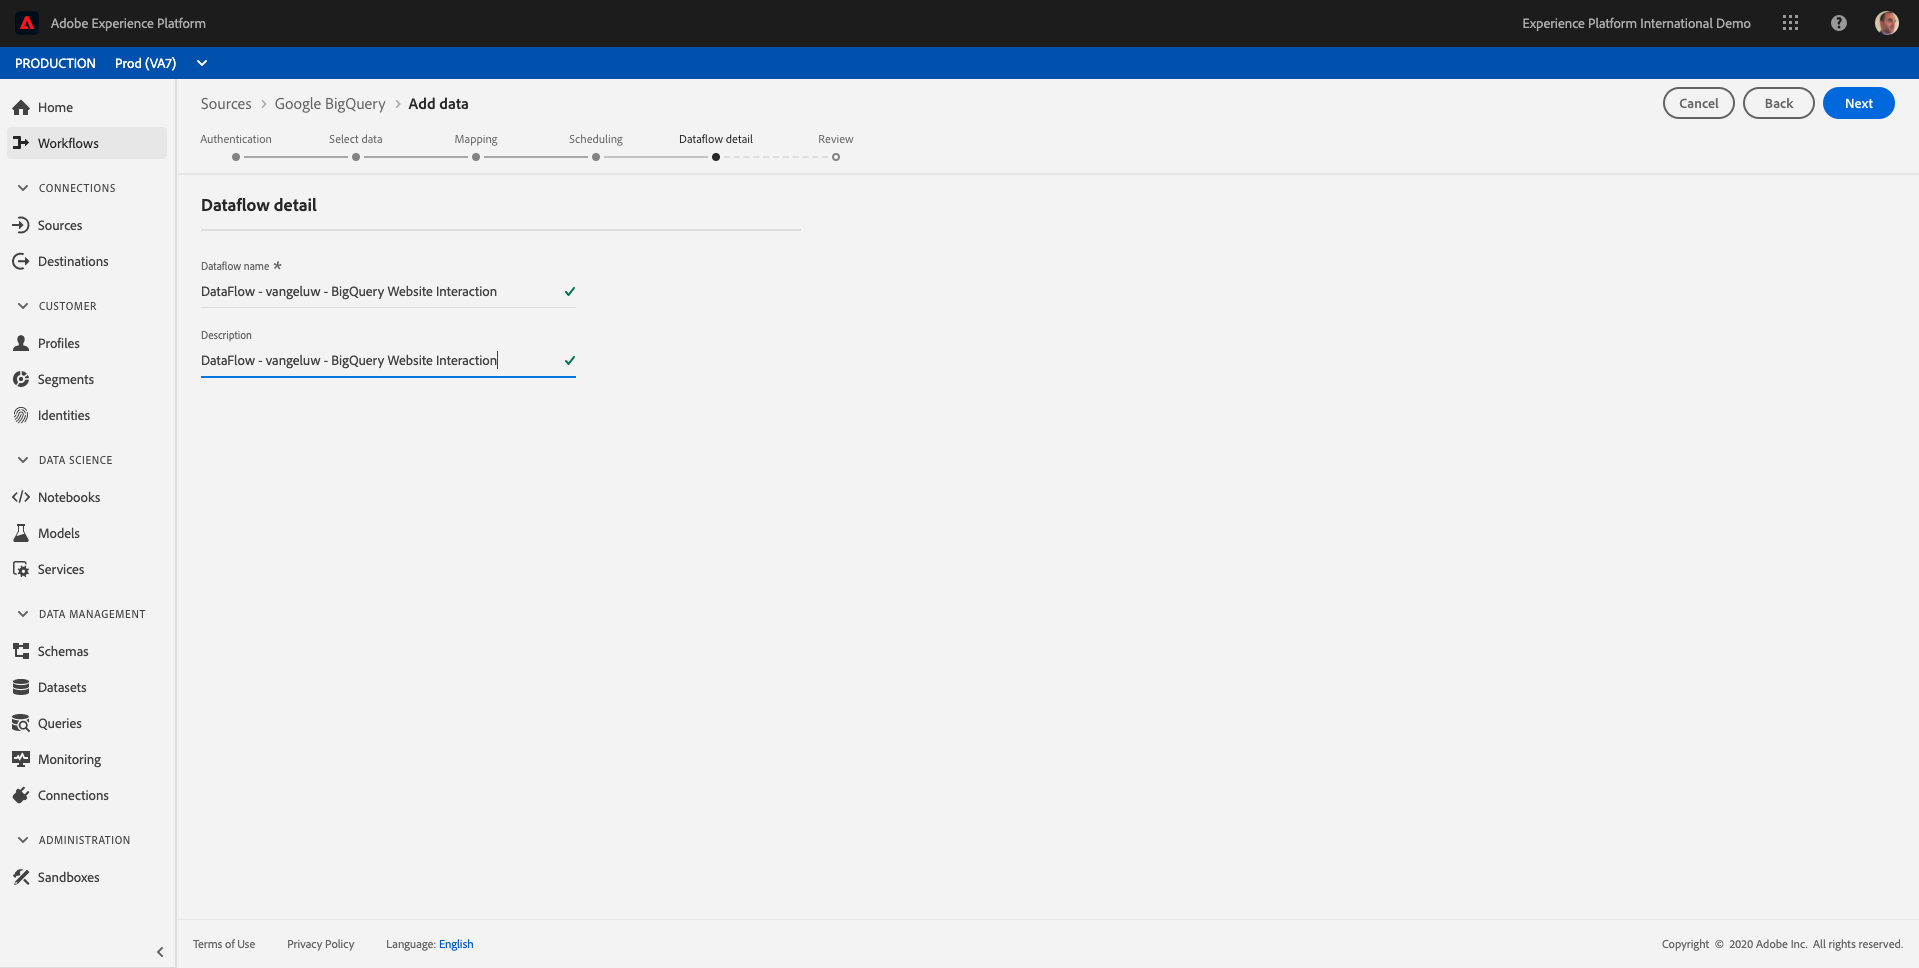 Adobe Experience Platform
Experience Platform International Demo
PRODUCTION Prod (VA7)
Home
Workflows
CONNECTIONS
Sources
Destinations
CUSTOMER
Profiles
Segments
Identities
DATA SCIENCE
Notebooks
Models
Services
DATA MANAGEMENT
Schemas
Datasets
Queries
Monitoring
Connections
ADMINISTRATION
Sandboxes
Sources > Google BigQuery > Add data
Cancel Back Next
Authentication Select data Mapping Scheduling Dataflow detail Review
Dataflow detail
Dataflow name *
DataFlow - vangeluw - BigQuery Website Interaction
Description
DataFlow - vangeluw - BigQuery Website Interaction
Terms of Use Privacy Policy Language: English
Copyright © 2020 Adobe Inc. All rights reserved.